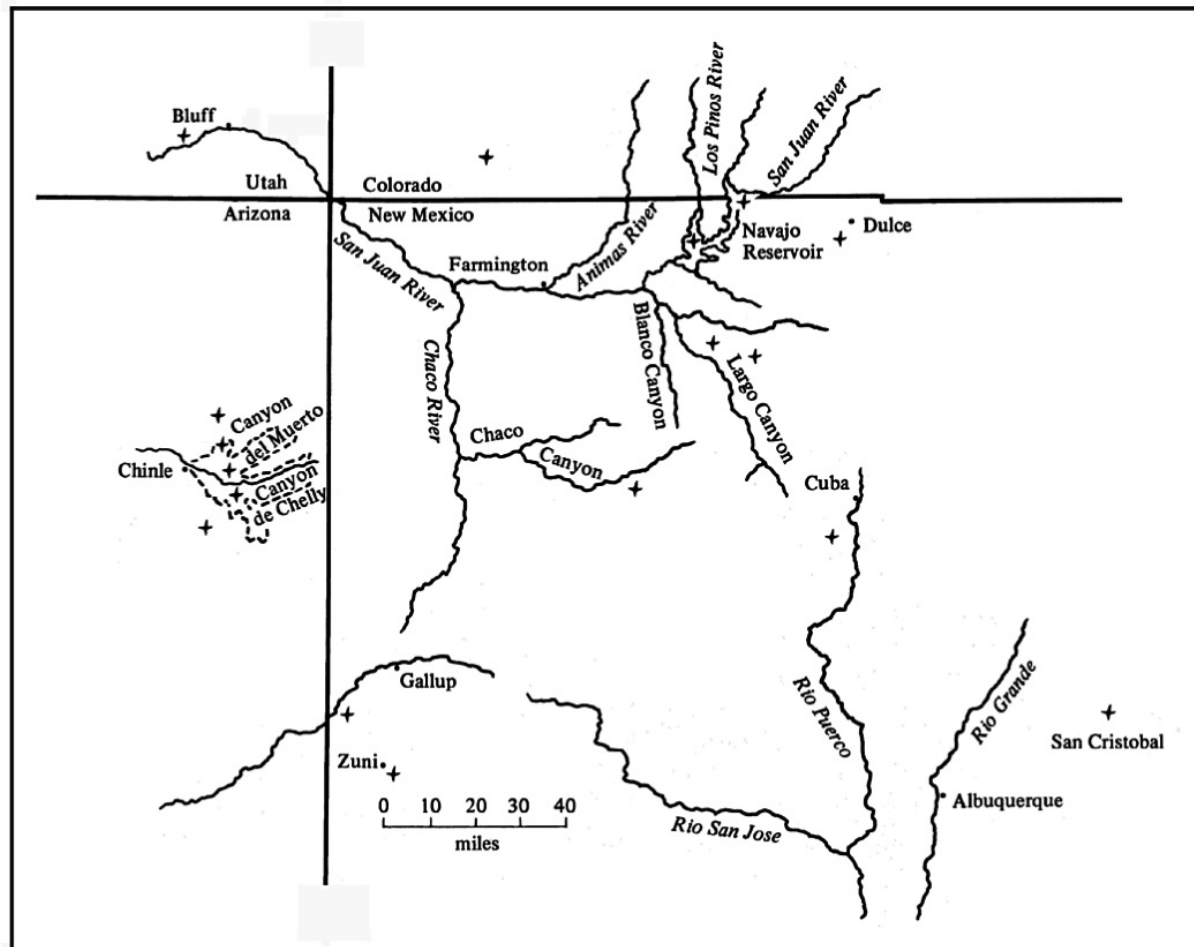 Bluff
Los Pinos River
San Juan River
Utah
Colorado
Arizona
New Mexico
San Juan River
Farmington
Animas River
Navajo
Reservoir
Dulce
Chaco River
Blanco Canyon
Largo Canyon
Canyon
del Muerto
Chinle
Canyon
de Chelly
Chaco
Canyon
Cuba
Gallup
Rio Puerco
Rio Grande
San Cristobal
Zuni
0 10 20 30 40
miles
Albuquerque
Rio San Jose